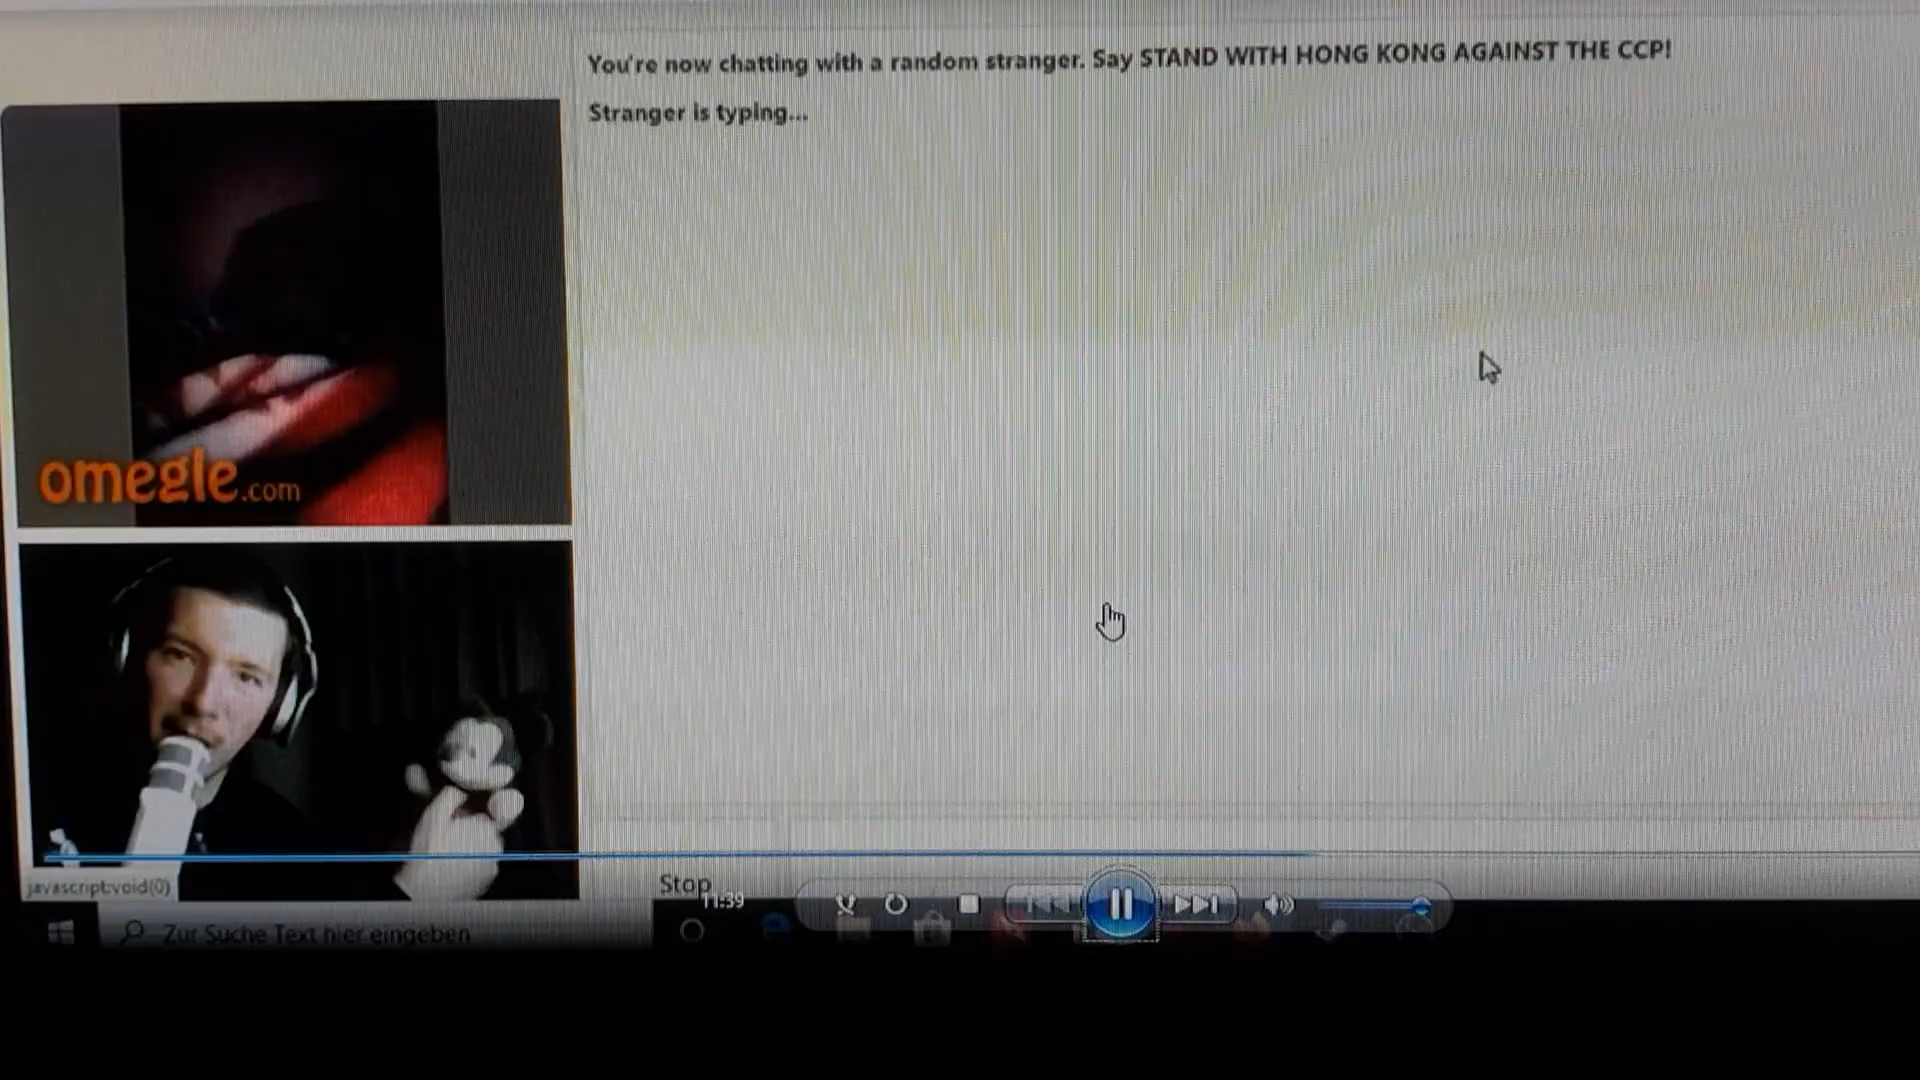 You're now chatting with a random stranger. Say STAND WITH HONG KONG AGAINST THE CCP!
Stranger is typing...
omegle.com
javascript:void(0)
Stop
11:39
Zur Suche Text hier eingeben